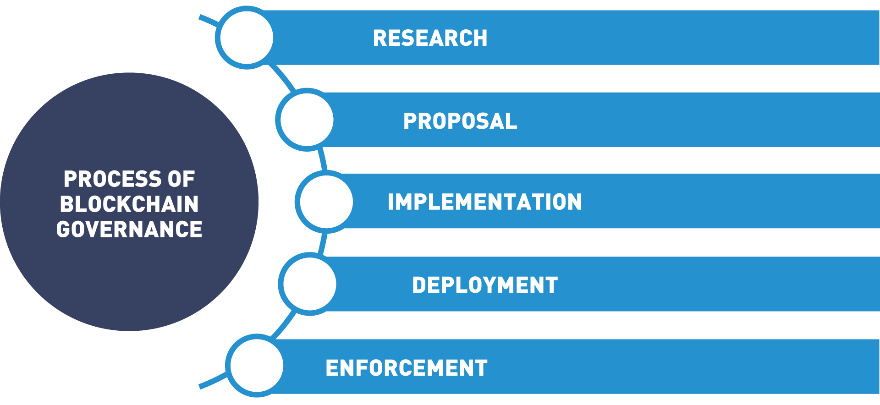 PROCESS OF
BLOCKCHAIN
GOVERNANCE
RESEARCH
PROPOSAL
IMPLEMENTATION
DEPLOYMENT
ENFORCEMENT